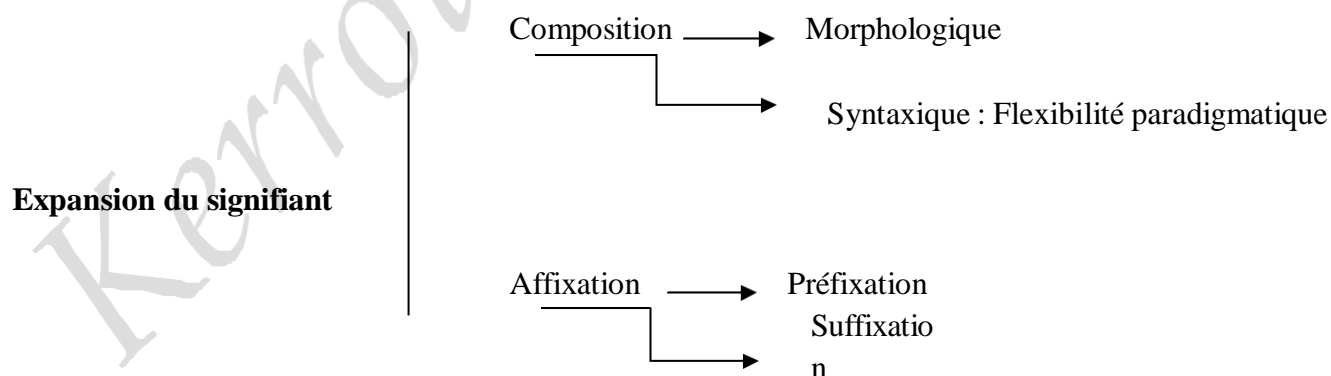 Composition Morphologique
Syntaxique : Flexibilité paradigmatique
Expansion du signifiant
Affixation Préfixation
Suffixatio
n